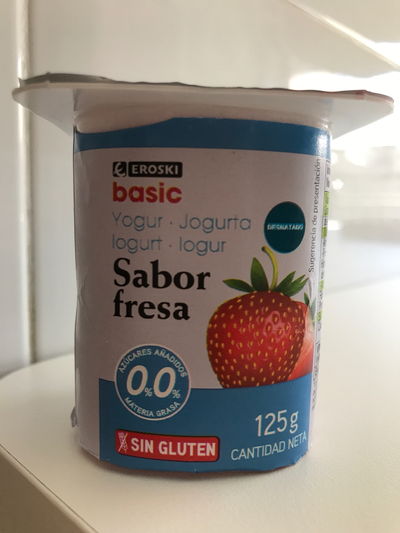 EROSKI
basic
Yogur · Jogurta
Iogurt · Iogur
DESNATADO
Sabor
fresa
Sugerencia de presentación
AZÚCARES AÑADIDOS
0%0%
MATERIA GRASA
SIN GLUTEN
125g
CANTIDAD NETA